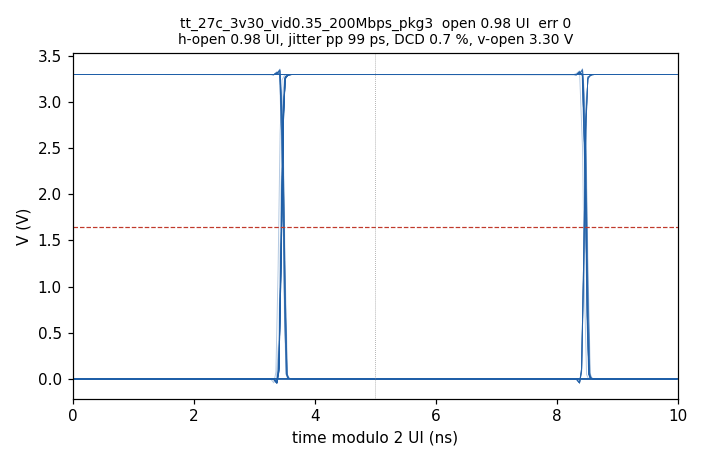 tt_27c_3v30_vid0.35_200Mbps_pkg3  open 0.98 UI  err 0
h-open 0.98 UI, jitter pp 99 ps, DCD 0.7 %, v-open 3.30 V
3.5
3.0
2.5
2.0
1.5
1.0
0.5
0.0
V (V)
0 2 4 6 8 10
time modulo 2 UI (ns)